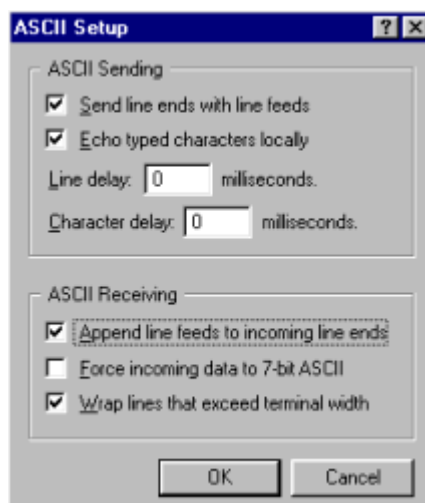 ASCII Setup
ASCII Sending
Send line ends with line feeds
Echo typed characters locally
Line delay: 0 milliseconds.
Character delay: 0 milliseconds.
ASCII Receiving
Append line feeds to incoming line ends
Force incoming data to 7-bit ASCII
Wrap lines that exceed terminal width
OK Cancel